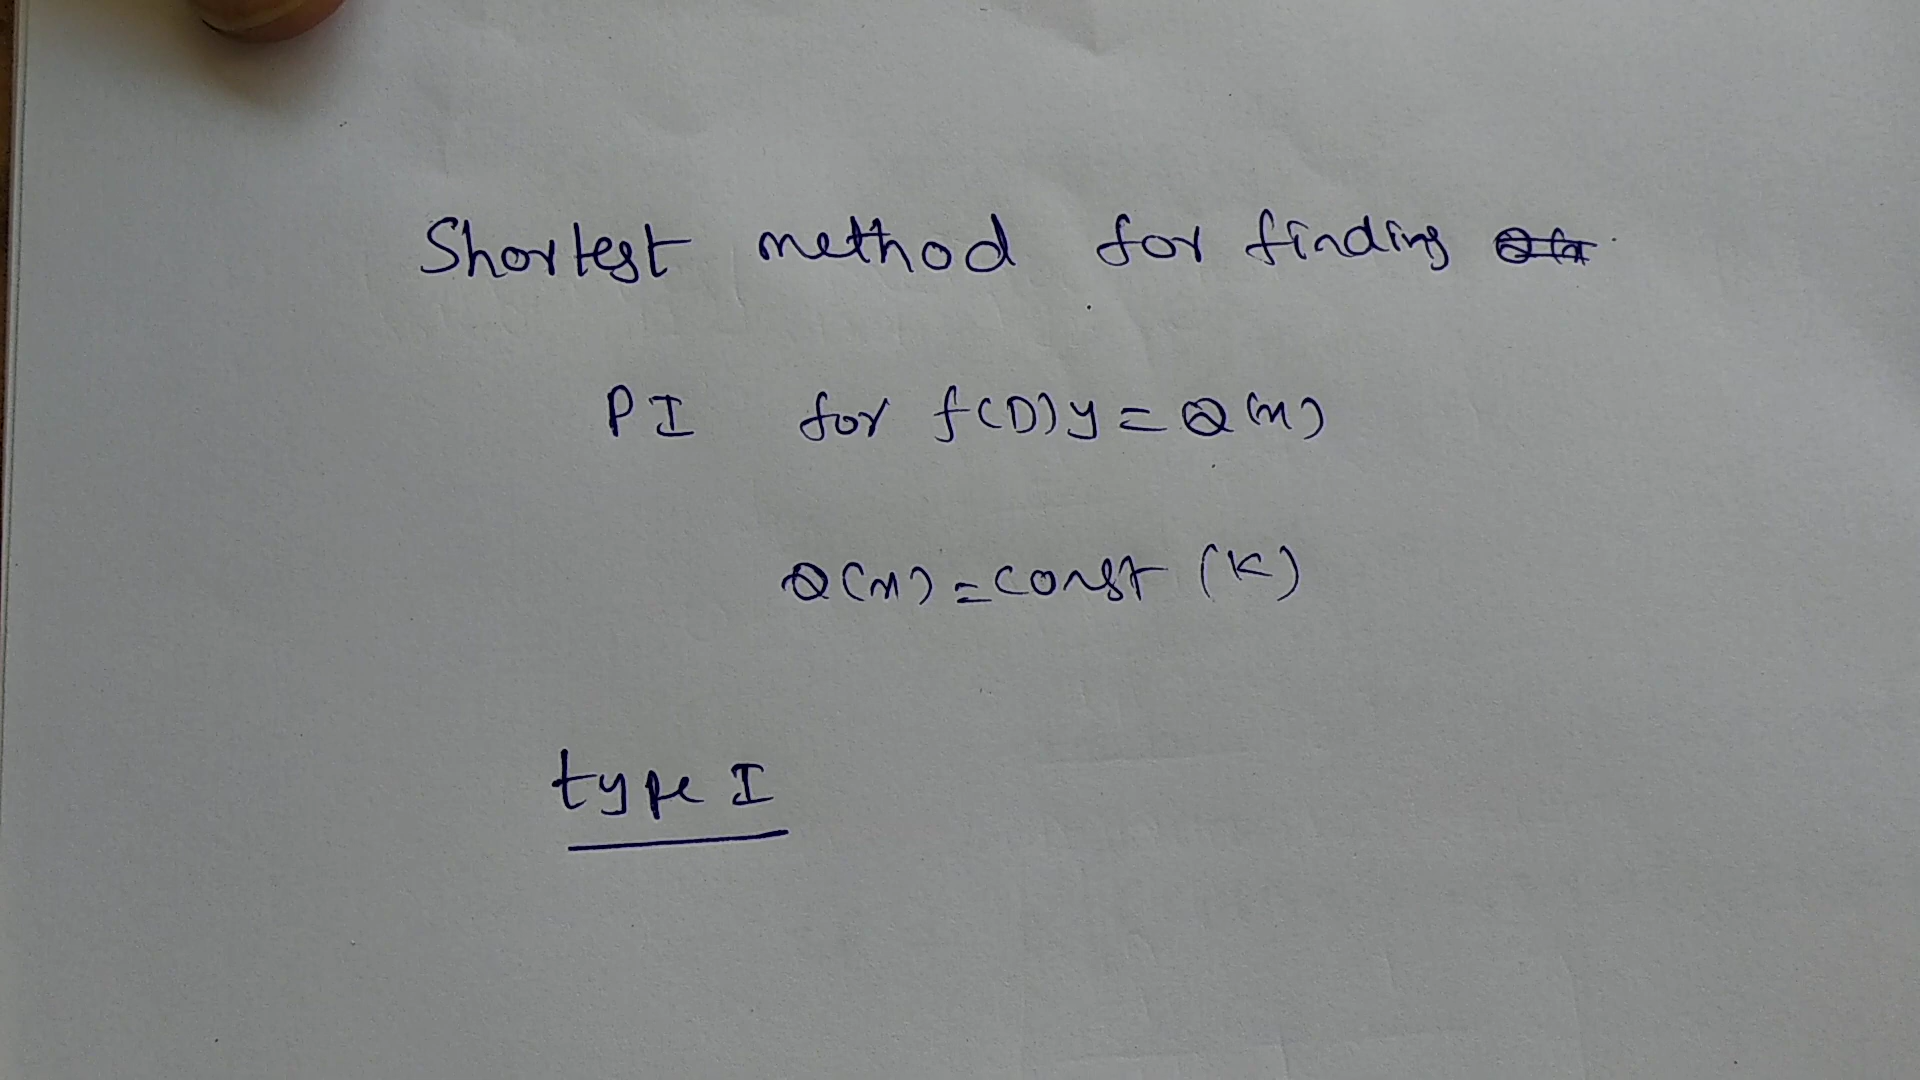 Shortest method for finding
PI for f(D)y = Q(x)
Q(x) = const (K)
type I